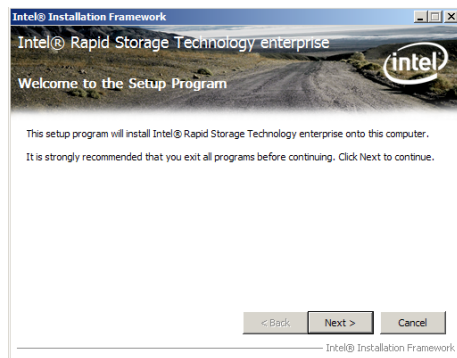 Intel® Installation Framework
Intel® Rapid Storage Technology enterprise
intel
Welcome to the Setup Program
This setup program will install Intel® Rapid Storage Technology enterprise onto this computer.
It is strongly recommended that you exit all programs before continuing. Click Next to continue.
< Back Next > Cancel
Intel® Installation Framework